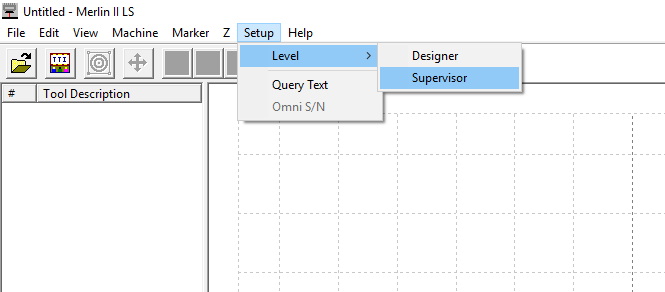 Untitled - Merlin II LS
File Edit View Machine Marker Z Setup Help
Level Designer
TTI
Supervisor
# Tool Description
Query Text
Omni S/N